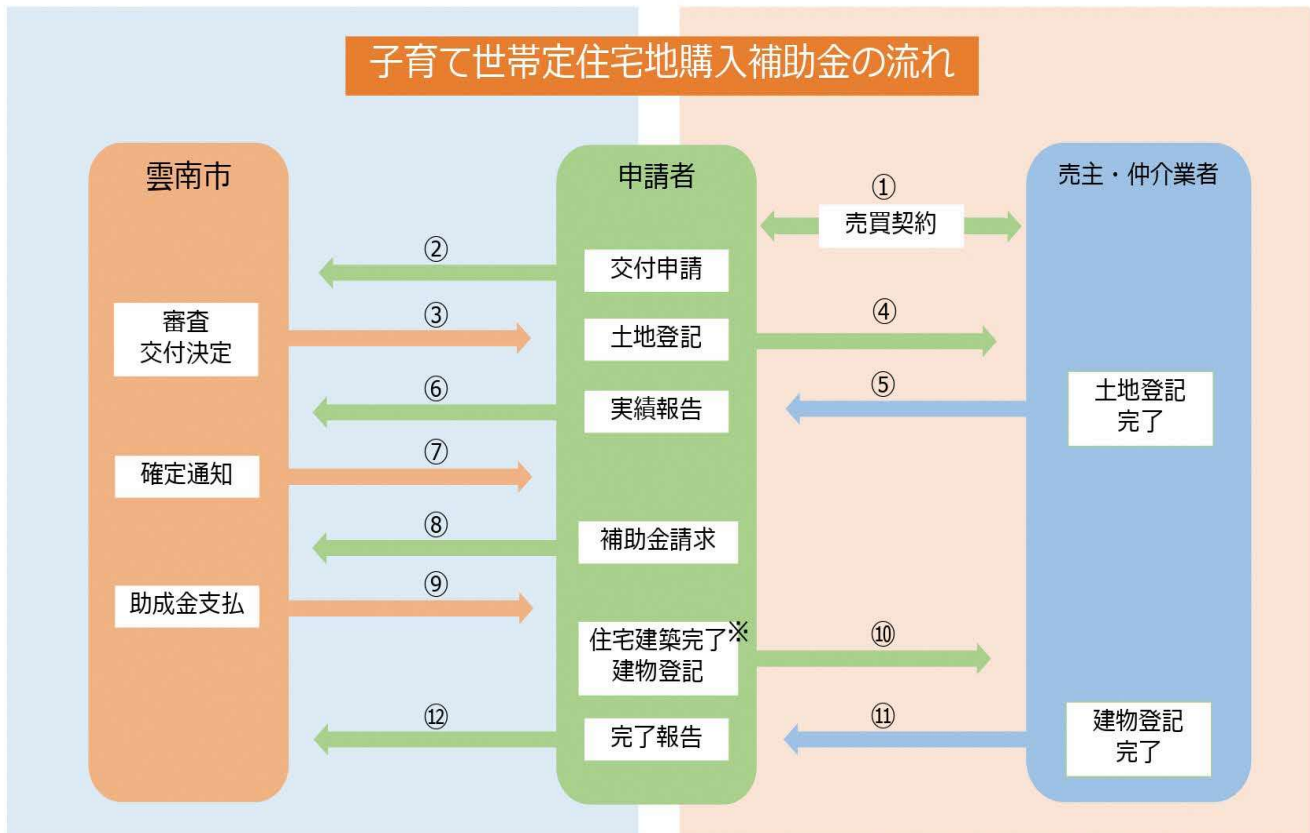 子育て世帯定住宅地購入補助金の流れ
雲南市
申請者
売主・仲介業者
①
売買契約
②
交付申請
審査
交付決定
③
土地登記
④
⑤
土地登記
完了
⑥
実績報告
確定通知
⑦
⑧
補助金請求
助成金支払
⑨
住宅建築完了※
建物登記
⑩
⑪
建物登記
完了
⑫
完了報告